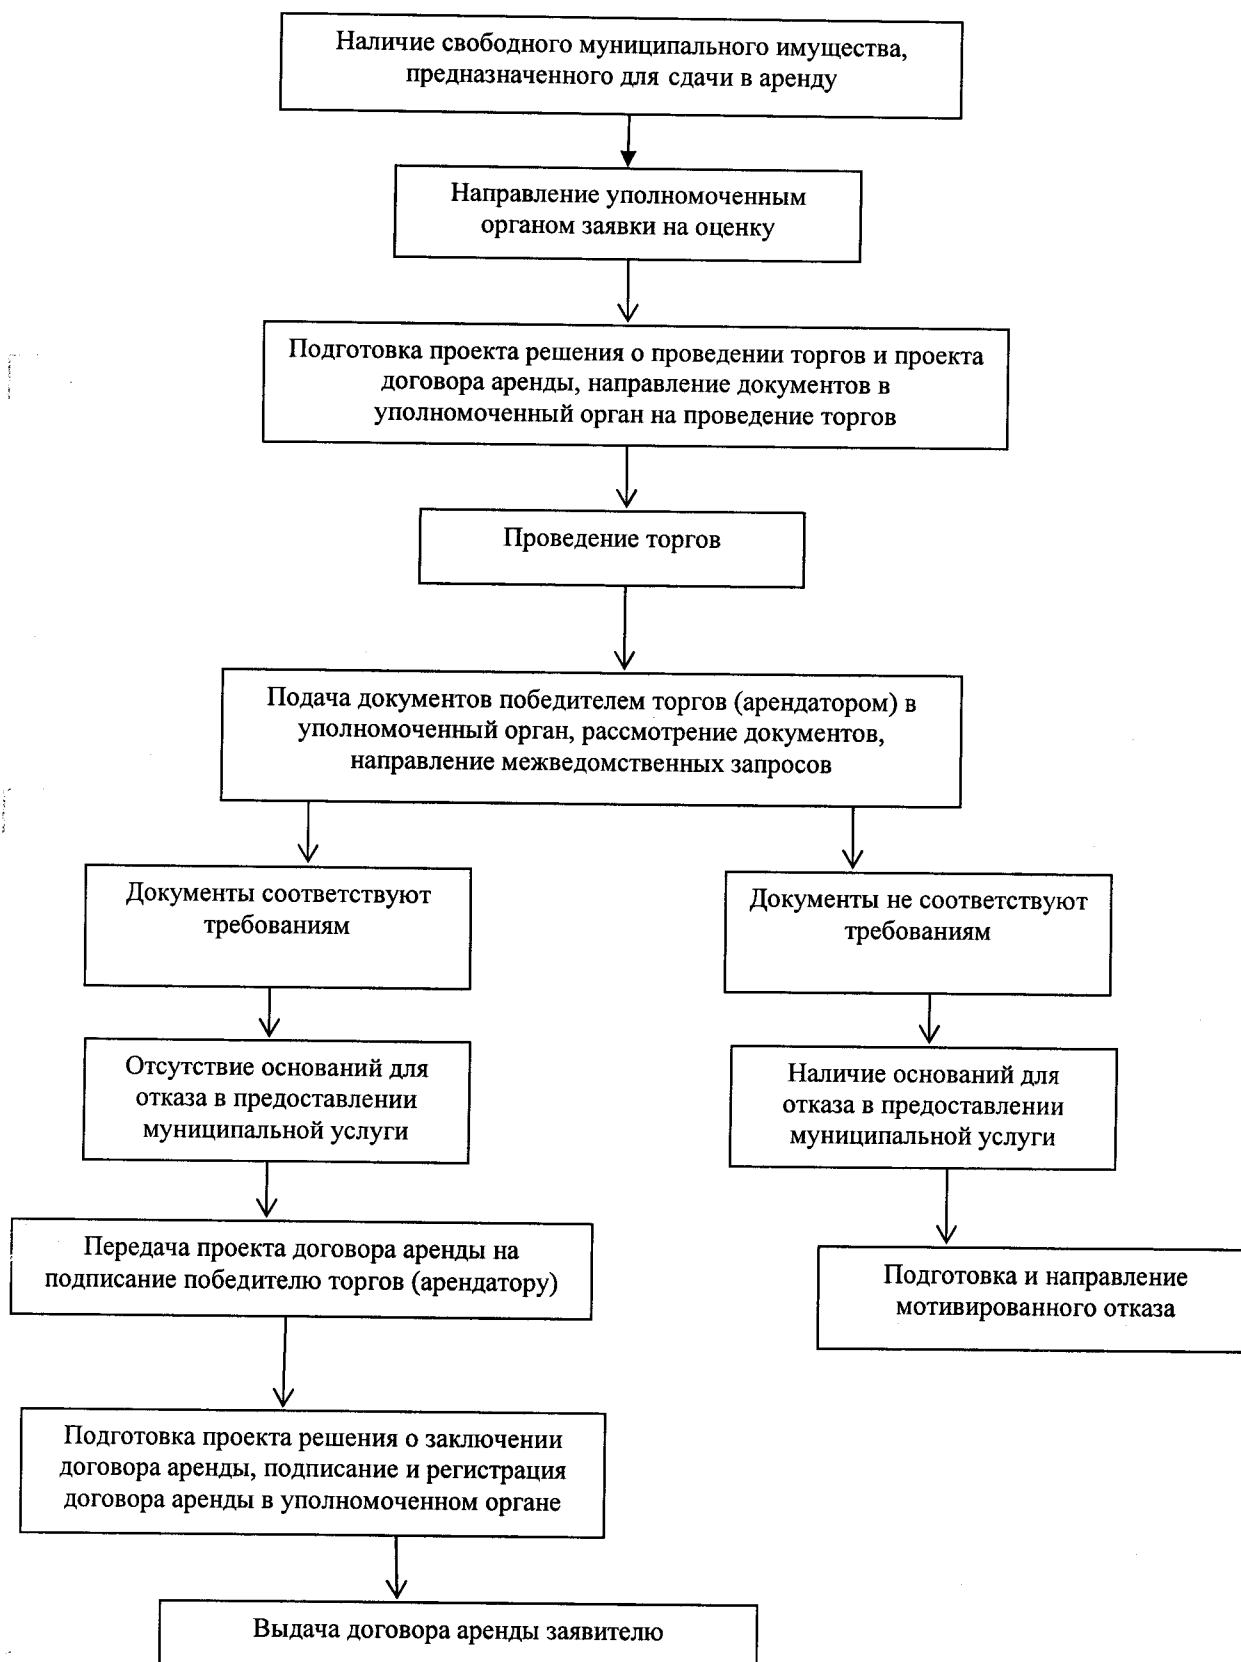 Наличие свободного муниципального имущества,
предназначенного для сдачи в аренду
Направление уполномоченным
органом заявки на оценку
Подготовка проекта решения о проведении торгов и проекта
договора аренды, направление документов в
уполномоченный орган на проведение торгов
Проведение торгов
Подача документов победителем торгов (арендатором) в
уполномоченный орган, рассмотрение документов,
направление межведомственных запросов
Документы соответствуют
требованиям
Документы не соответствуют
требованиям
Отсутствие оснований для
отказа в предоставлении
муниципальной услуги
Наличие оснований для
отказа в предоставлении
муниципальной услуги
Передача проекта договора аренды на
подписание победителю торгов (арендатору)
Подготовка и направление
мотивированного отказа
Подготовка проекта решения о заключении
договора аренды, подписание и регистрация
договора аренды в уполномоченном органе
Выдача договора аренды заявителю